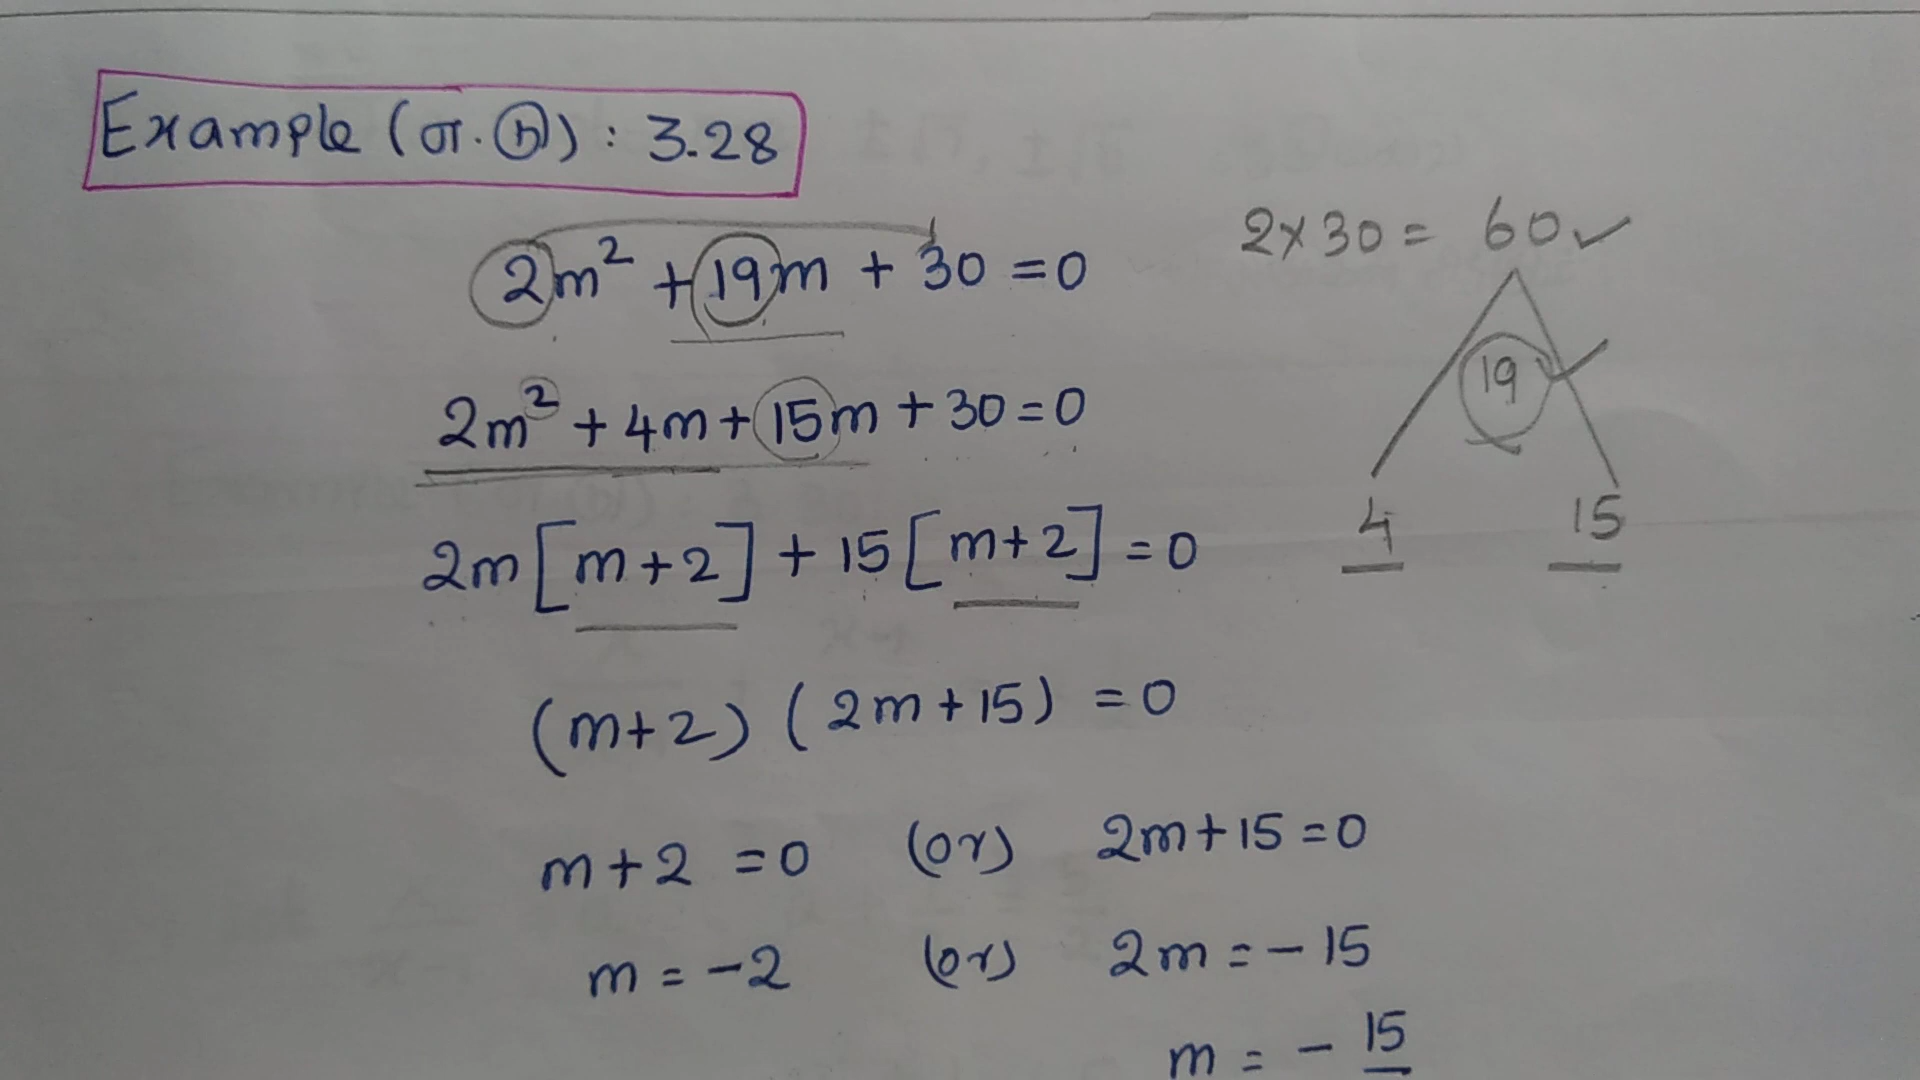 Example (எ.கா) : 3.28
2m² + 19m + 30 = 0
2 × 30 = 60 ✓
19 ✓
4 15
2m² + 4m + 15m + 30 = 0
2m [m+2] + 15 [m+2] = 0
(m+2) (2m+15) = 0
m+2 = 0 (or) 2m+15 = 0
m = -2 (or) 2m = -15
m = - 15